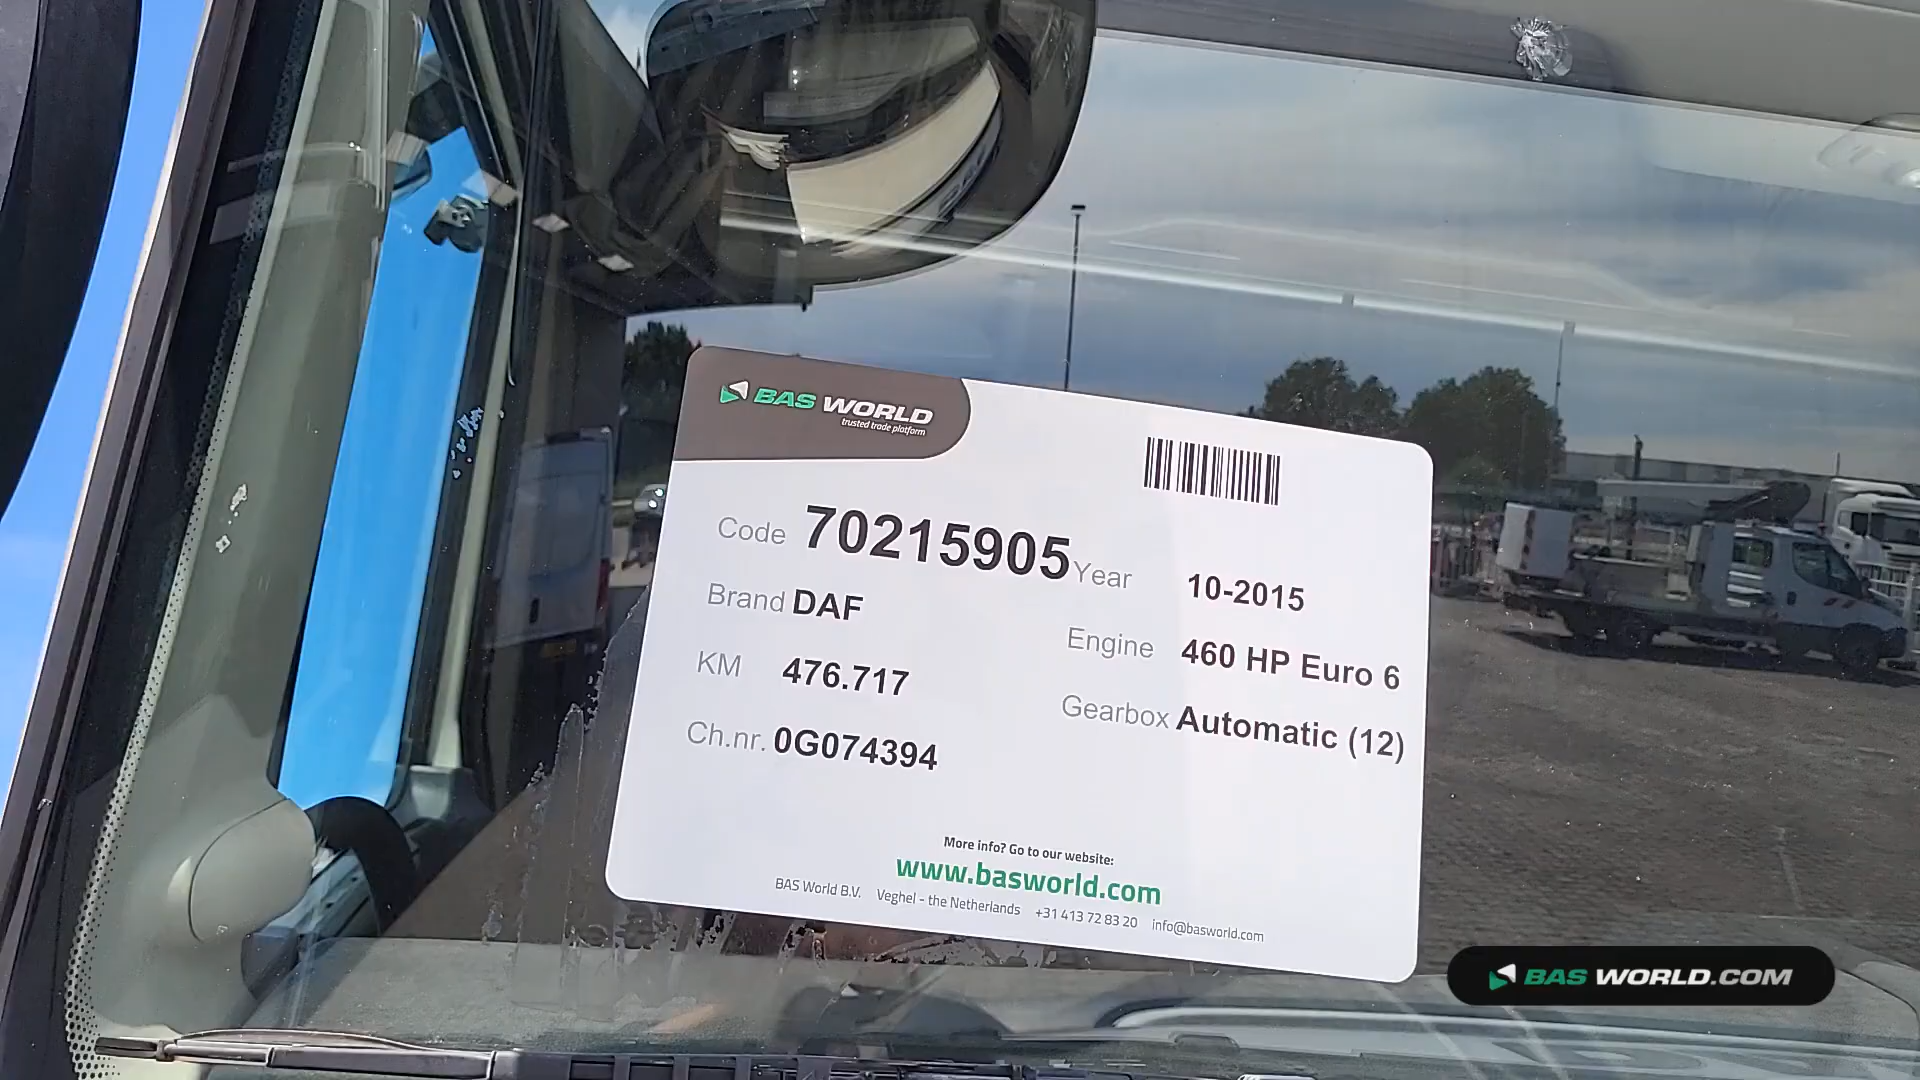 BAS WORLD
trusted trade platform
Code 70215905
Year 10-2015
Brand DAF
Engine 460 HP Euro 6
KM 476.717
Gearbox Automatic (12)
Ch.nr. 0G074394
More info? Go to our website:
www.basworld.com
BAS World B.V. Veghel - the Netherlands +31 413 72 83 20 info@basworld.com
BAS WORLD.COM